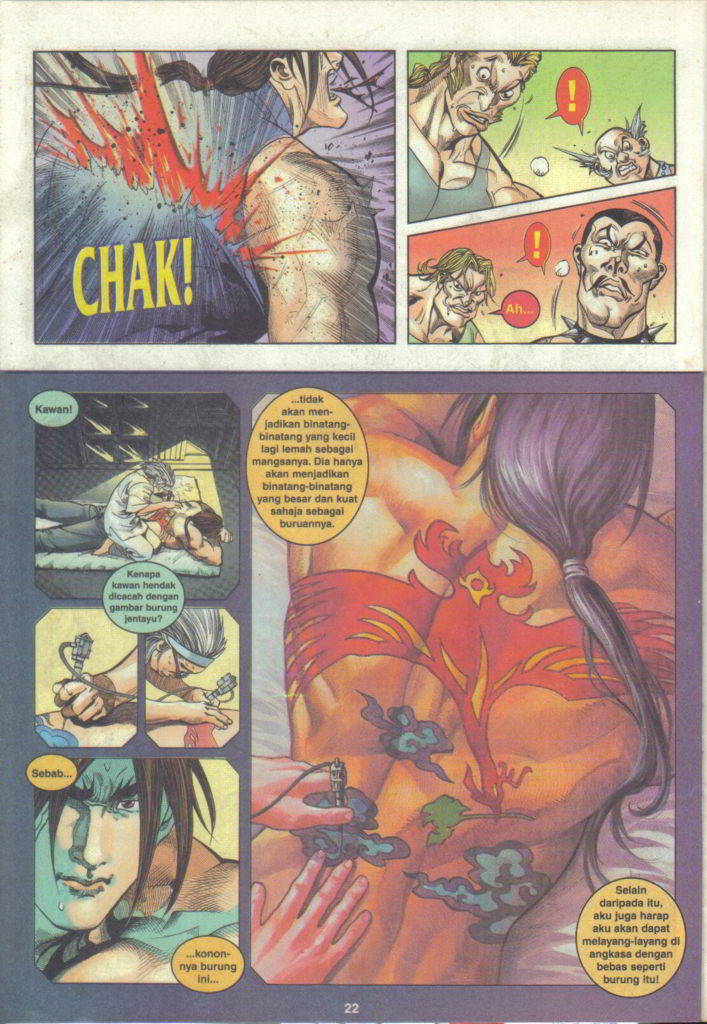 CHAK!
!
!
Ah...
Kawan!
Kenapa
kawan hendak
dicacah dengan
gambar burung
jentayu?
Sebab...
...konon-
nya burung
ini...
...tidak
akan men-
jadikan binatang-
binatang yang kecil
lagi lemah sebagai
mangsanya. Dia hanya
akan menjadikan
binatang-binatang
yang besar dan kuat
sahaja sebagai
buruannya.
Selain
daripada itu,
aku juga harap
aku akan dapat
melayang-layang di
angkasa dengan
bebas seperti
burung itu!
22